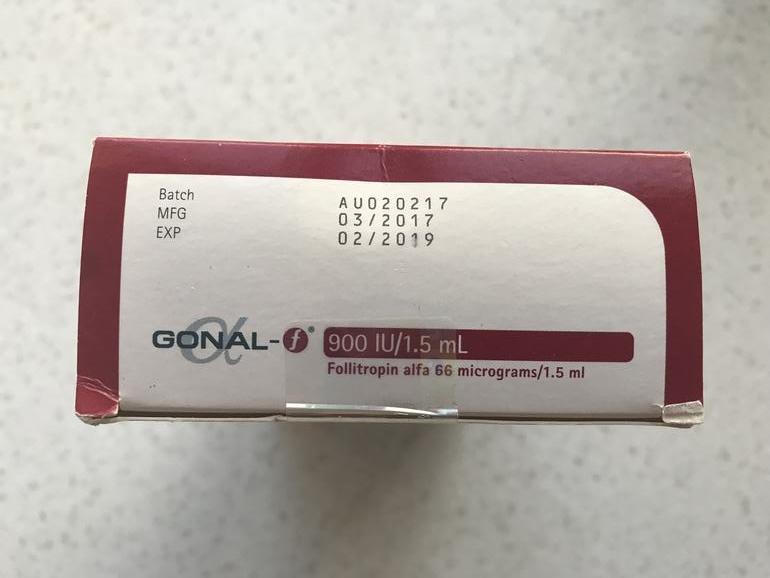 Batch AU020217
MFG 03/2017
EXP 02/2019
GONAL-f® 900 IU/1.5 mL
Follitropin alfa 66 micrograms/1.5 ml